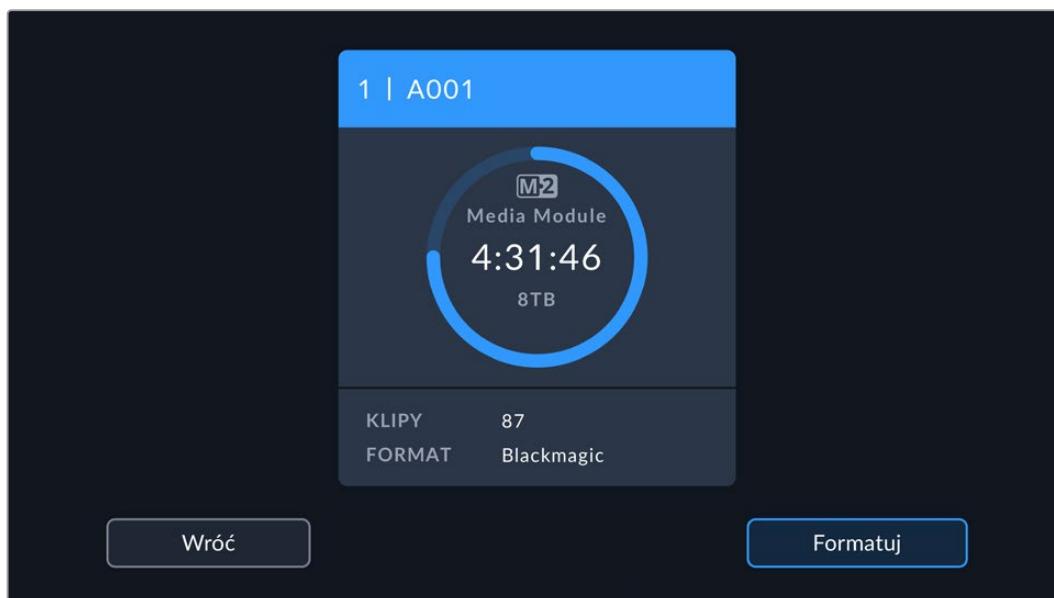 1 | A001
M2
Media Module
4:31:46
8TB
KLIPY 87
FORMAT Blackmagic
Wróć
Formatuj